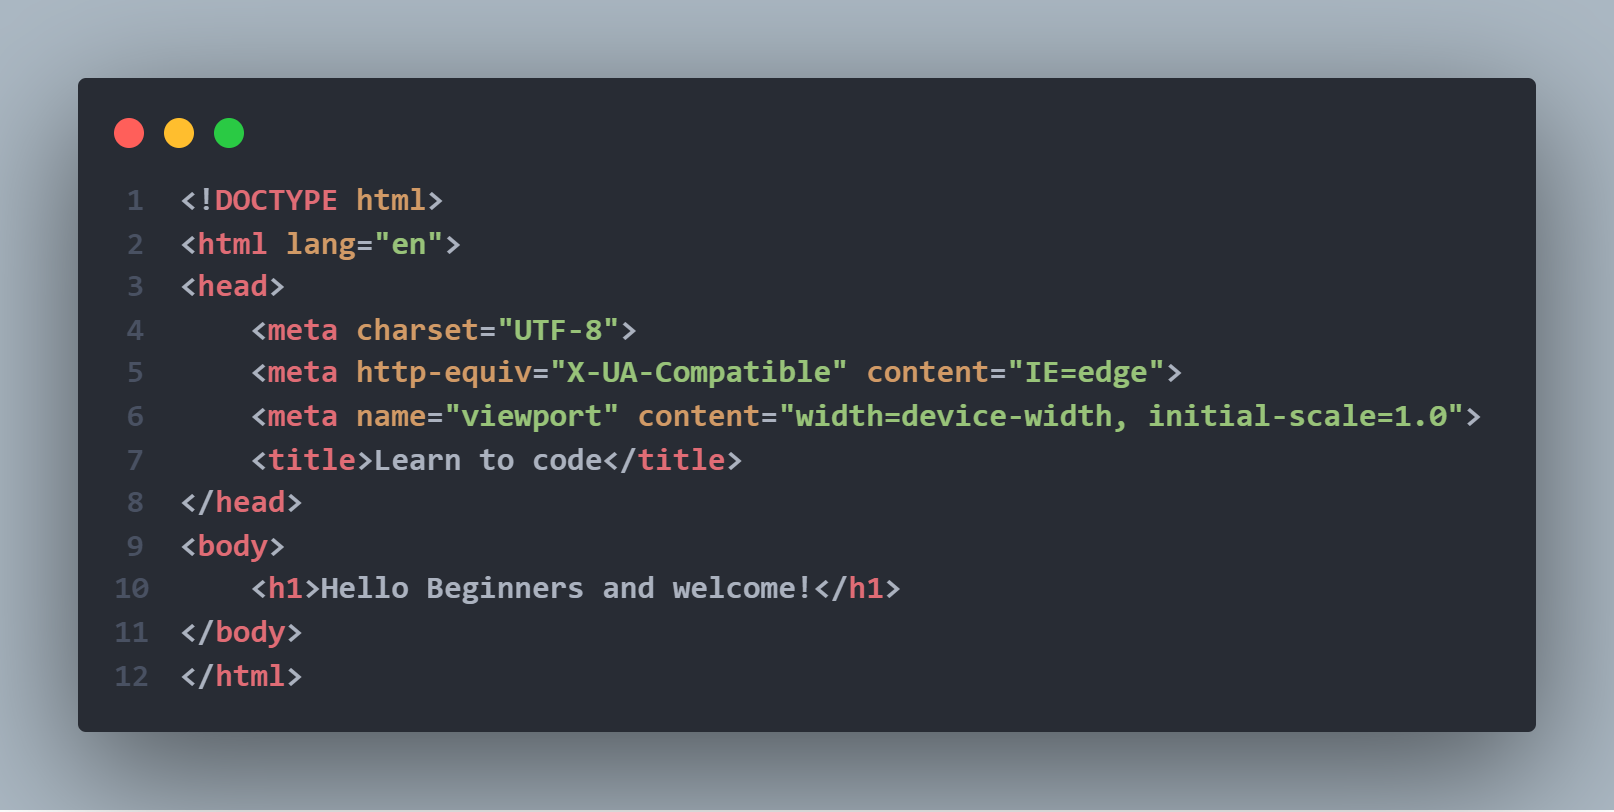 1 <!DOCTYPE html>
2 <html lang="en">
3 <head>
4     <meta charset="UTF-8">
5     <meta http-equiv="X-UA-Compatible" content="IE=edge">
6     <meta name="viewport" content="width=device-width, initial-scale=1.0">
7     <title>Learn to code</title>
8 </head>
9 <body>
10     <h1>Hello Beginners and welcome!</h1>
11 </body>
12 </html>